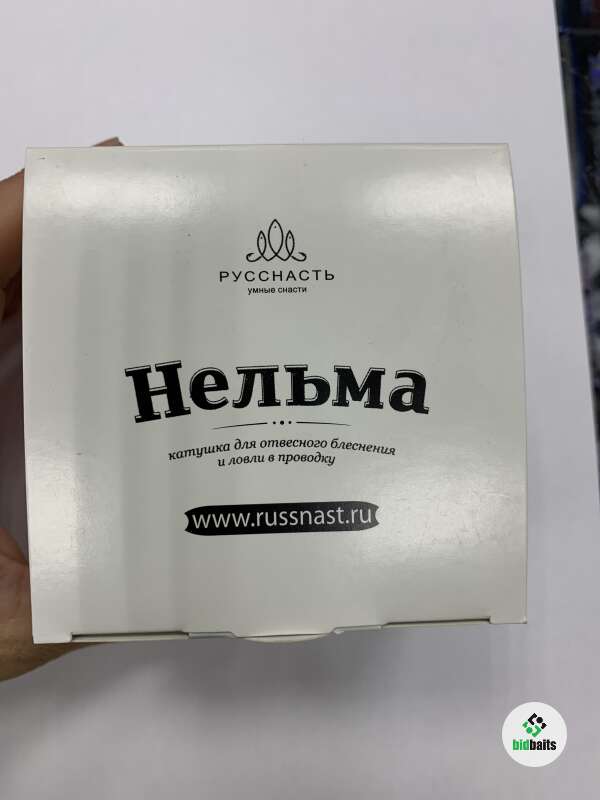 РУССНАСТЬ
умные снасти
Нельма
катушка для отвесного блеснения
и ловли в проводку
www.russnast.ru
bidbaits